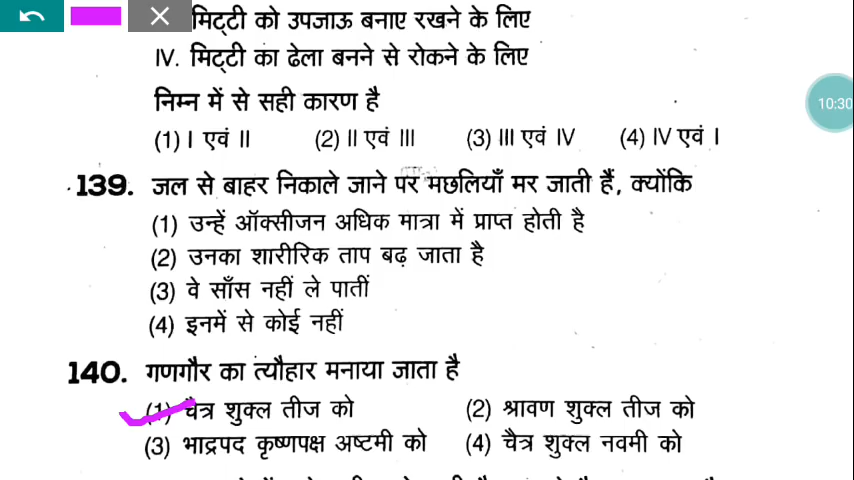 मिट्टी को उपजाऊ बनाए रखने के लिए
IV. मिट्टी का ढेला बनने से रोकने के लिए
निम्न में से सही कारण है
(1) I एवं II (2) II एवं III (3) III एवं IV (4) IV एवं I
10:30
139. जल से बाहर निकाले जाने पर मछलियाँ मर जाती हैं, क्योंकि
(1) उन्हें ऑक्सीजन अधिक मात्रा में प्राप्त होती है
(2) उनका शारीरिक ताप बढ़ जाता है
(3) वे साँस नहीं ले पातीं
(4) इनमें से कोई नहीं
140. गणगौर का त्यौहार मनाया जाता है
(1) चैत्र शुक्ल तीज को (2) श्रावण शुक्ल तीज को
(3) भाद्रपद कृष्णपक्ष अष्टमी को (4) चैत्र शुक्ल नवमी को